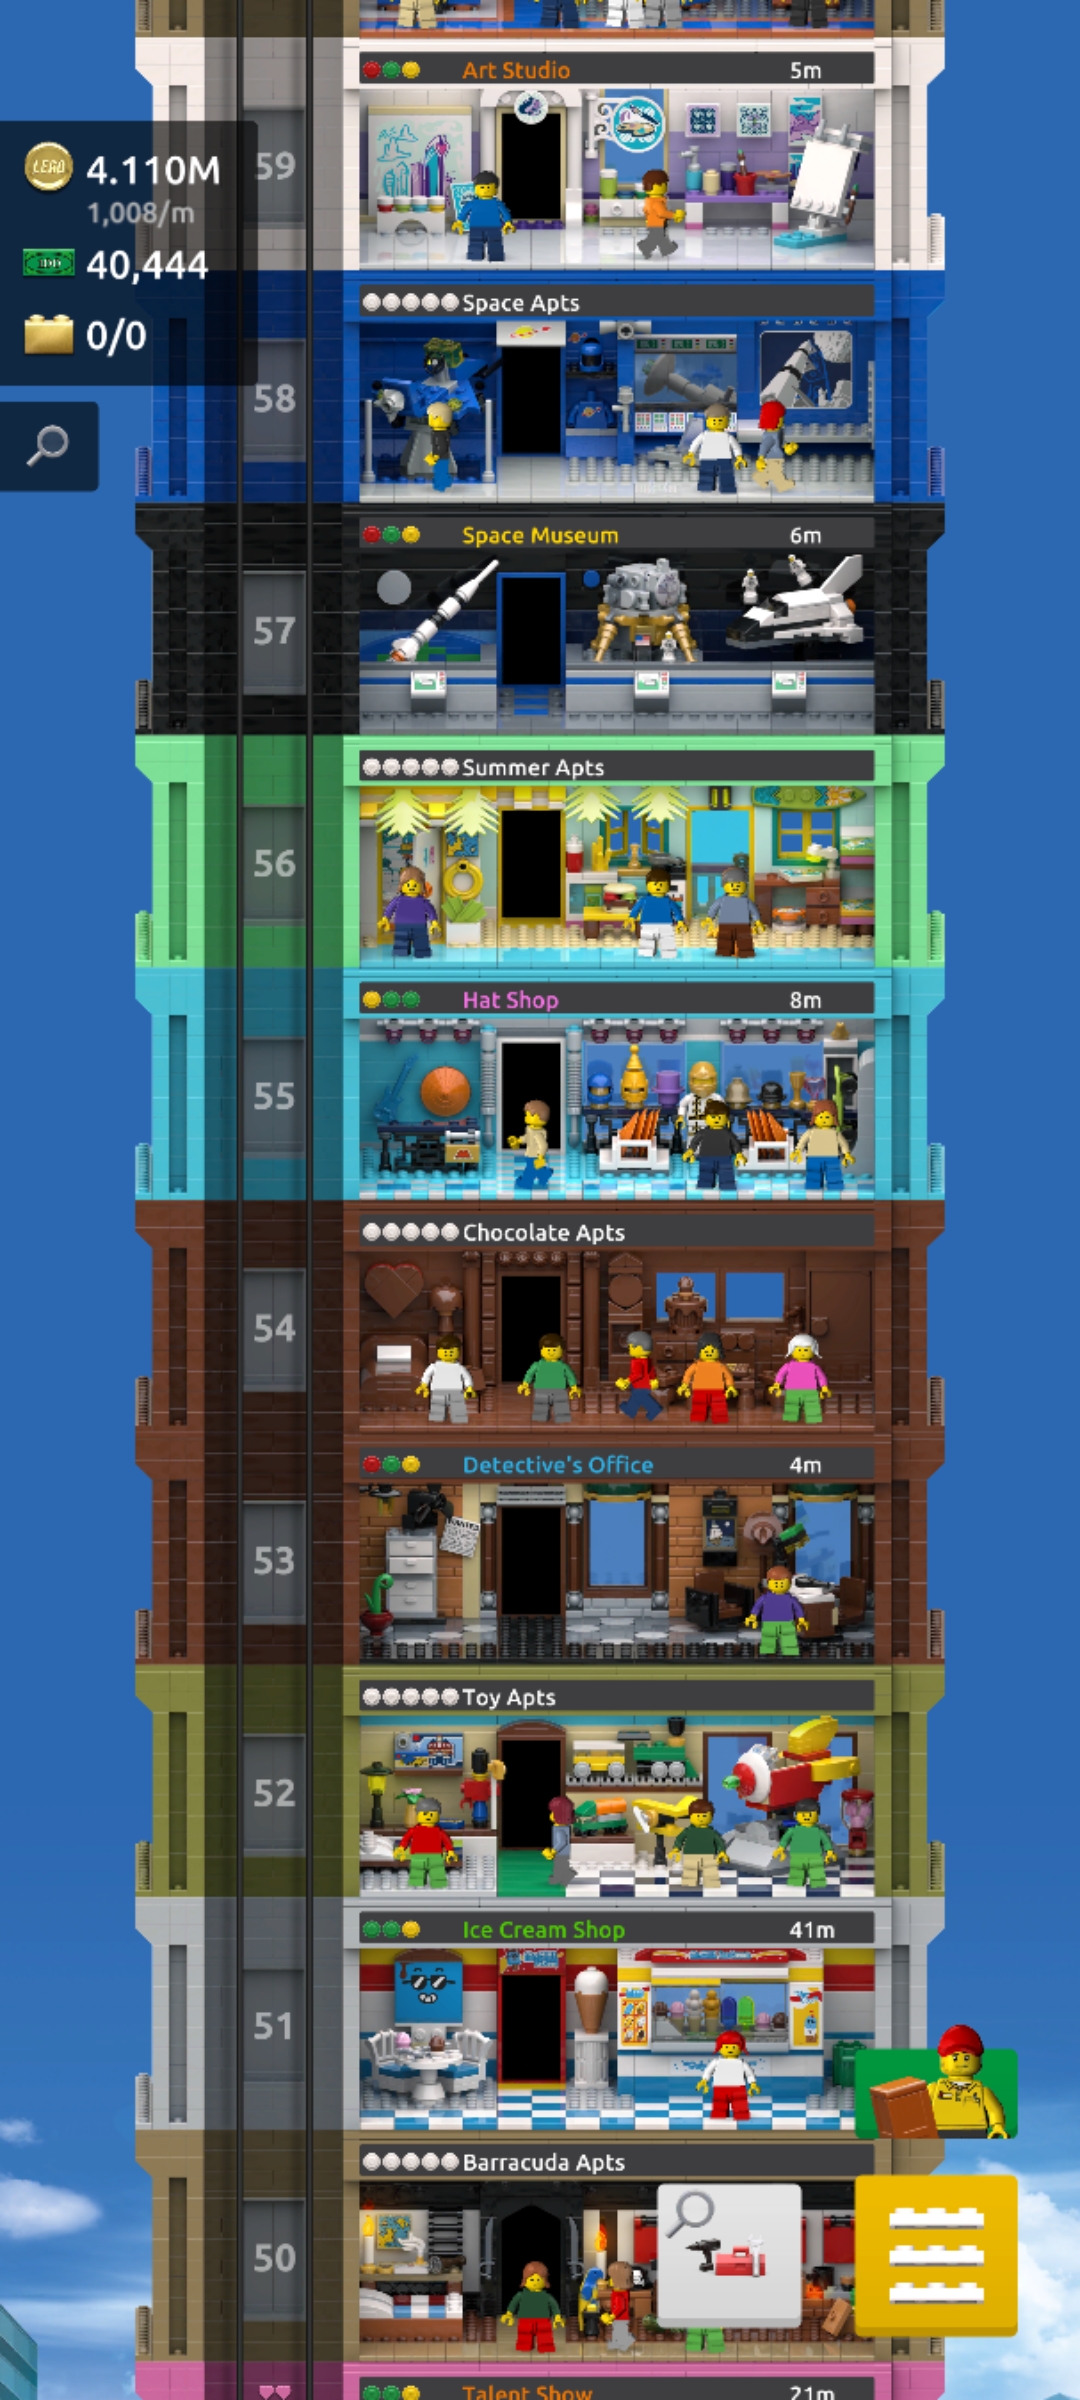 Art Studio 5m
59
LEGO 4.110M
1,008/m
40,444
0/0
Space Apts
58
Space Museum 6m
57
Summer Apts
56
Hat Shop 8m
55
Chocolate Apts
54
Detective's Office 4m
WANTED
53
Toy Apts
52
Ice Cream Shop 41m
51
Barracuda Apts
50
Talent Show 21m